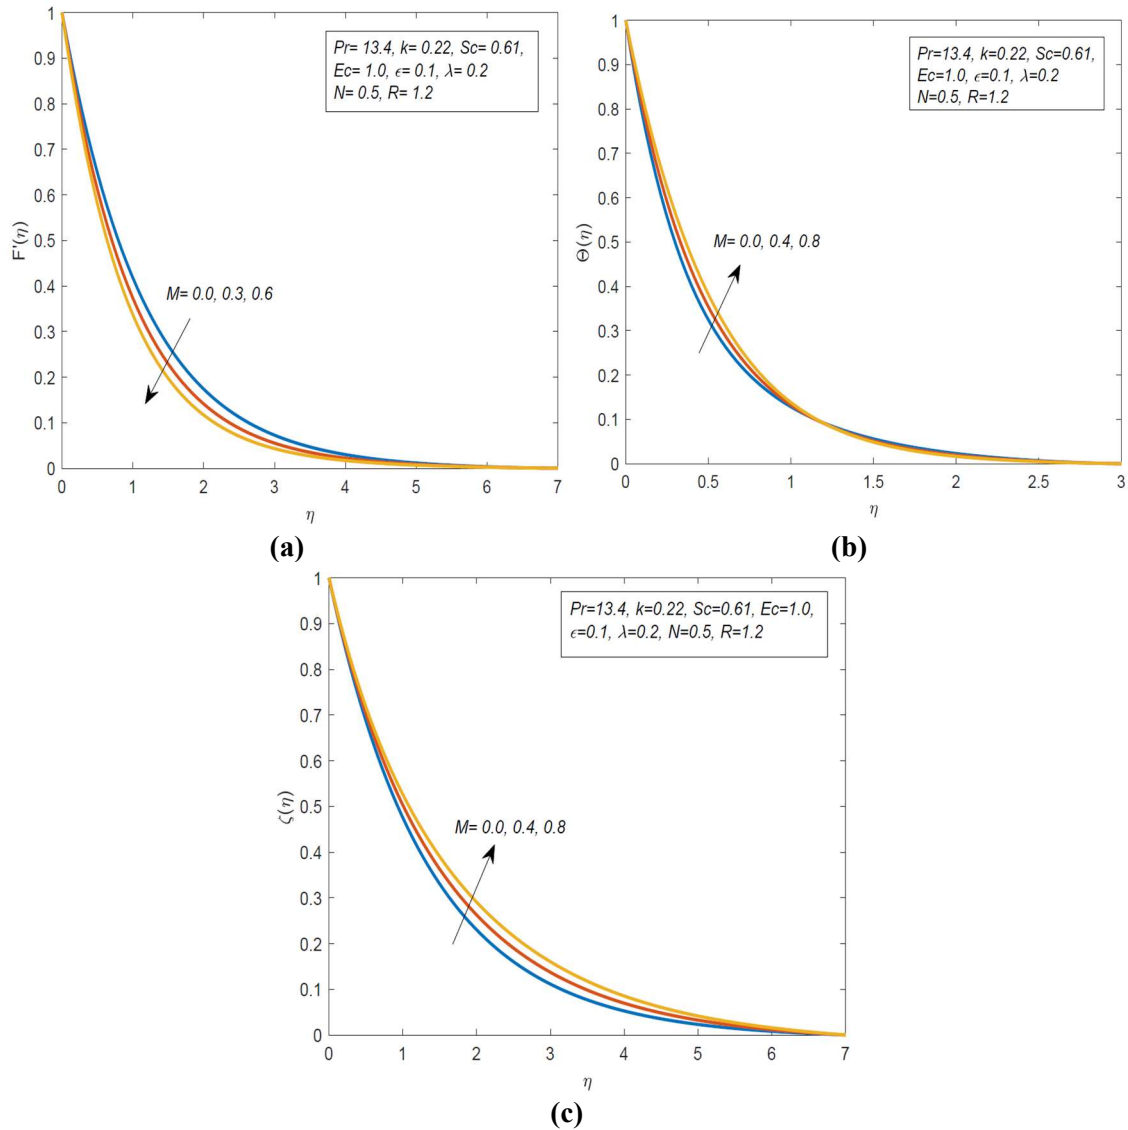 Pr= 13.4, k= 0.22, Sc= 0.61,
Ec= 1.0, ϵ= 0.1, λ= 0.2
N= 0.5, R= 1.2
M= 0.0, 0.3, 0.6
F'(η)
1
0.9
0.8
0.7
0.6
0.5
0.4
0.3
0.2
0.1
0
0 1 2 3 4 5 6 7
η
(a)
Pr=13.4, k=0.22, Sc=0.61,
Ec=1.0, ϵ=0.1, λ=0.2
N=0.5, R=1.2
M= 0.0, 0.4, 0.8
Θ(η)
1
0.9
0.8
0.7
0.6
0.5
0.4
0.3
0.2
0.1
0
0 0.5 1 1.5 2 2.5 3
η
(b)
Pr=13.4, k=0.22, Sc=0.61, Ec=1.0,
ϵ=0.1, λ=0.2, N=0.5, R=1.2
M= 0.0, 0.4, 0.8
ζ(η)
1
0.9
0.8
0.7
0.6
0.5
0.4
0.3
0.2
0.1
0
0 1 2 3 4 5 6 7
η
(c)